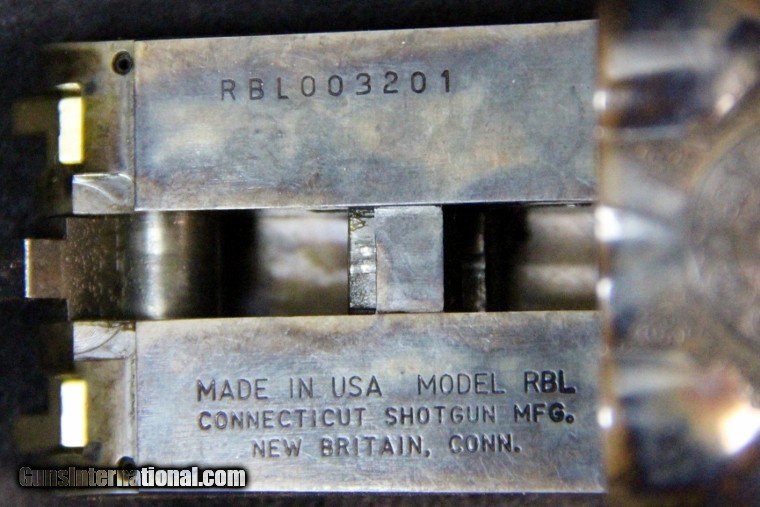 RBL003201
MADE IN USA MODEL RBL
CONNECTICUT SHOTGUN MFG.
NEW BRITAIN, CONN.
GunsInternational.com